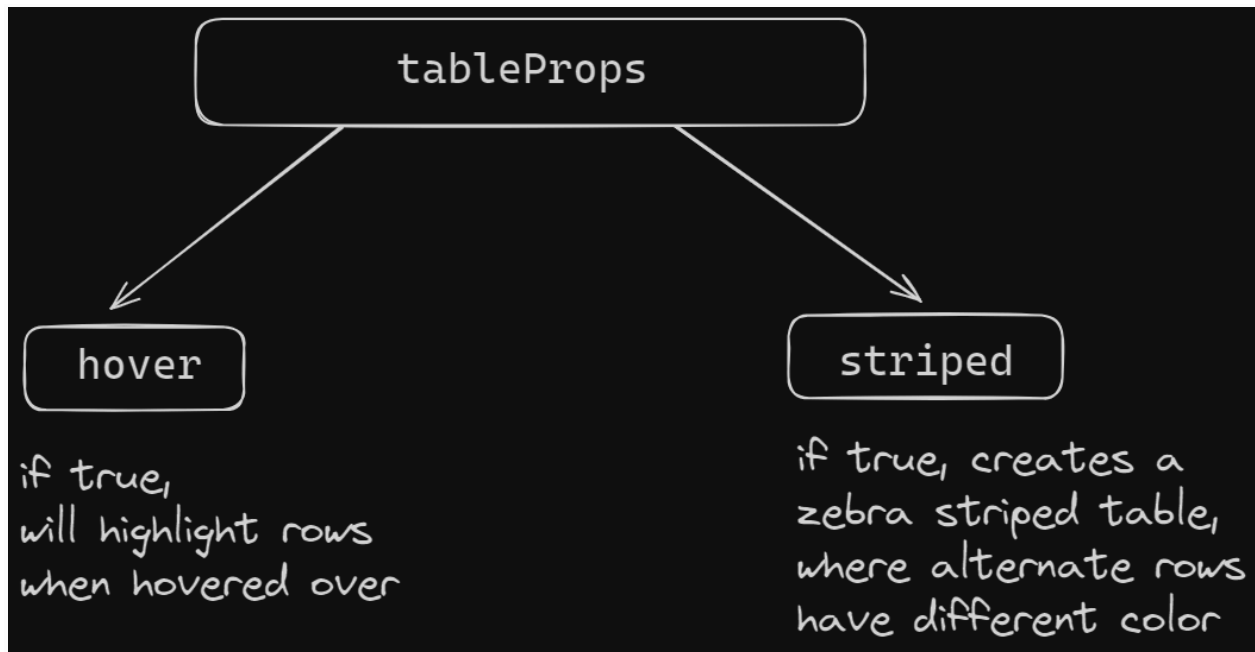 tableProps
hover
striped
if true,
will highlight rows
when hovered over
if true, creates a
zebra striped table,
where alternate rows
have different color